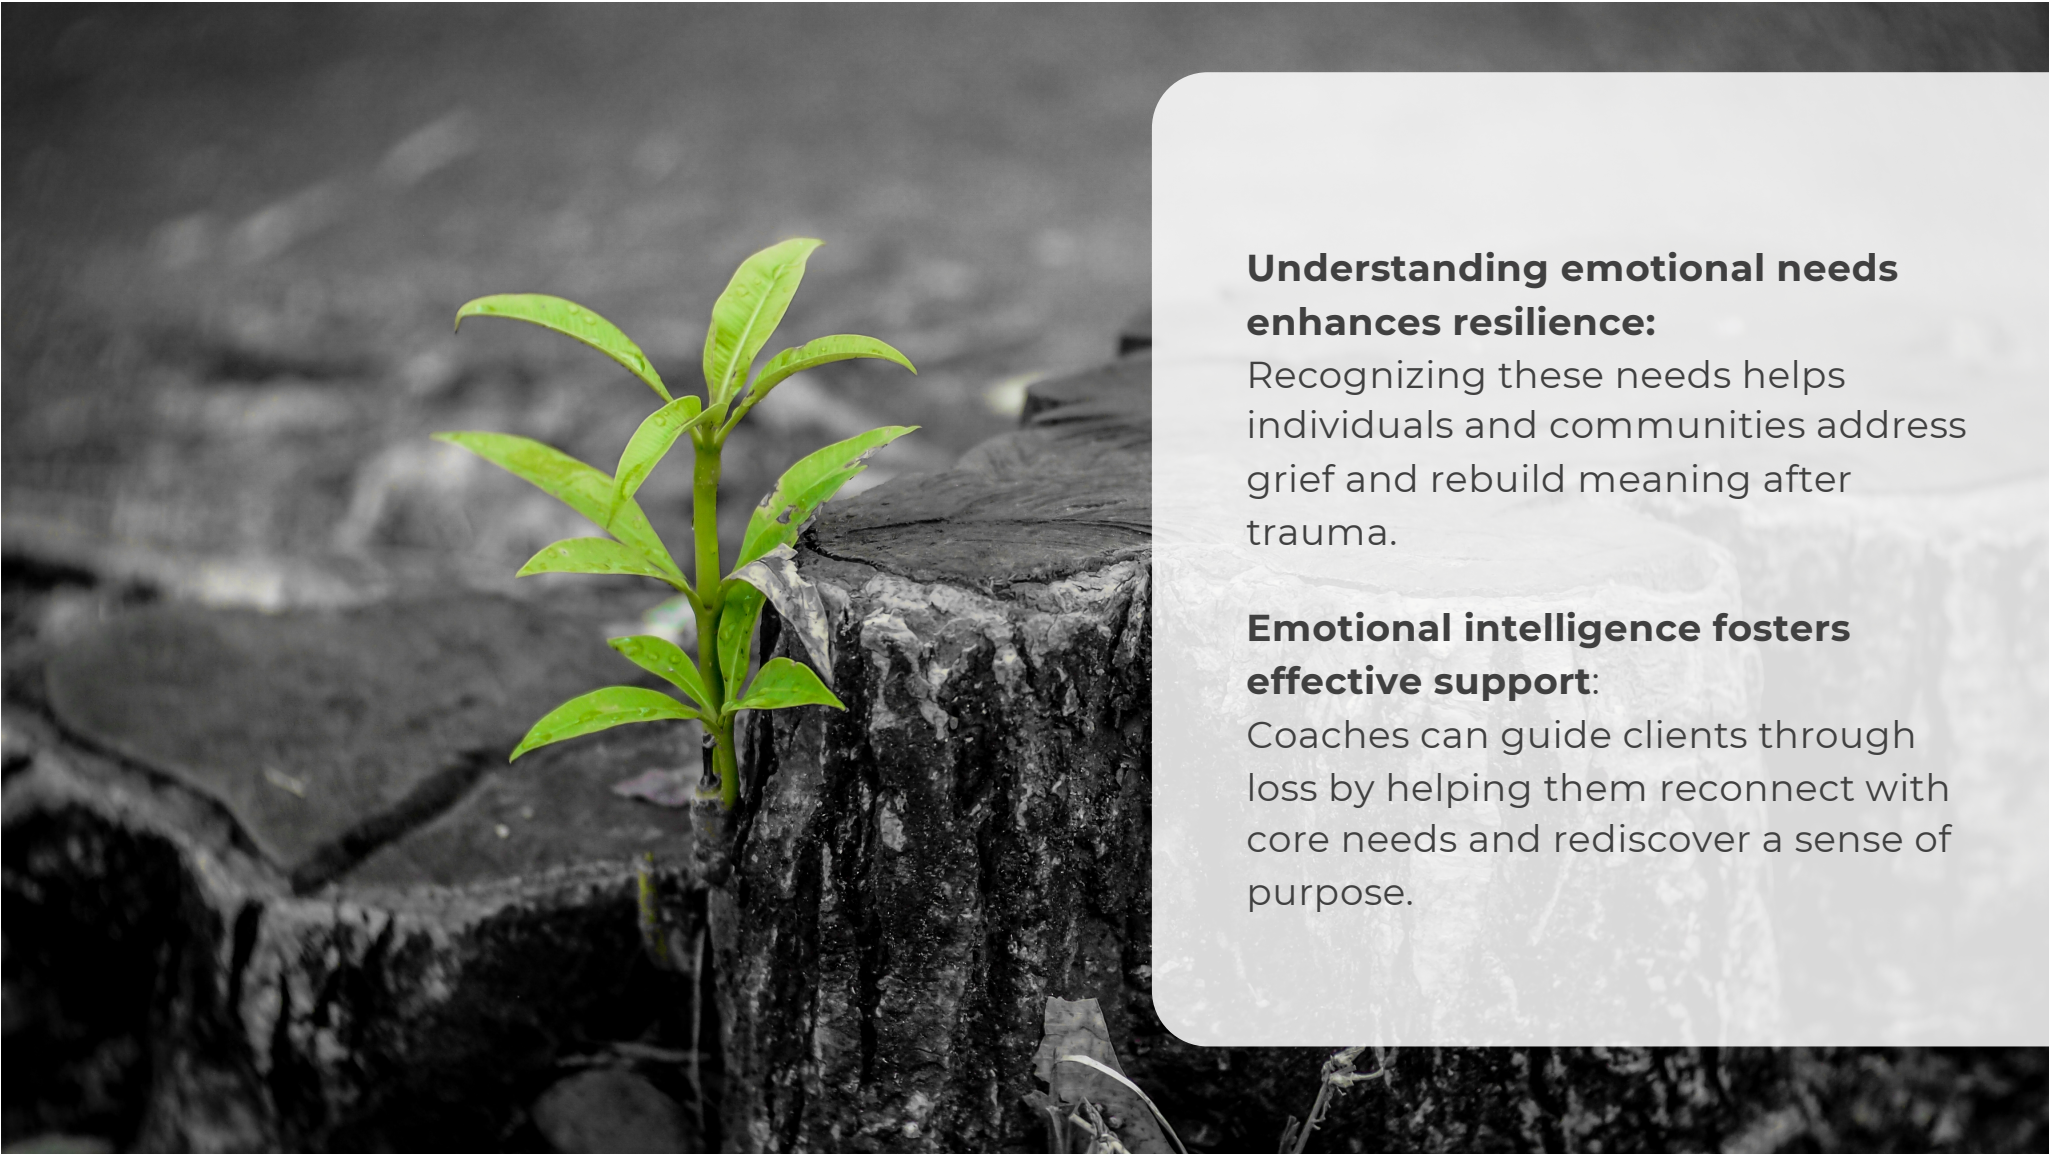 Understanding emotional needs
enhances resilience:
Recognizing these needs helps
individuals and communities address
grief and rebuild meaning after
trauma.
Emotional intelligence fosters
effective support:
Coaches can guide clients through
loss by helping them reconnect with
core needs and rediscover a sense of
purpose.